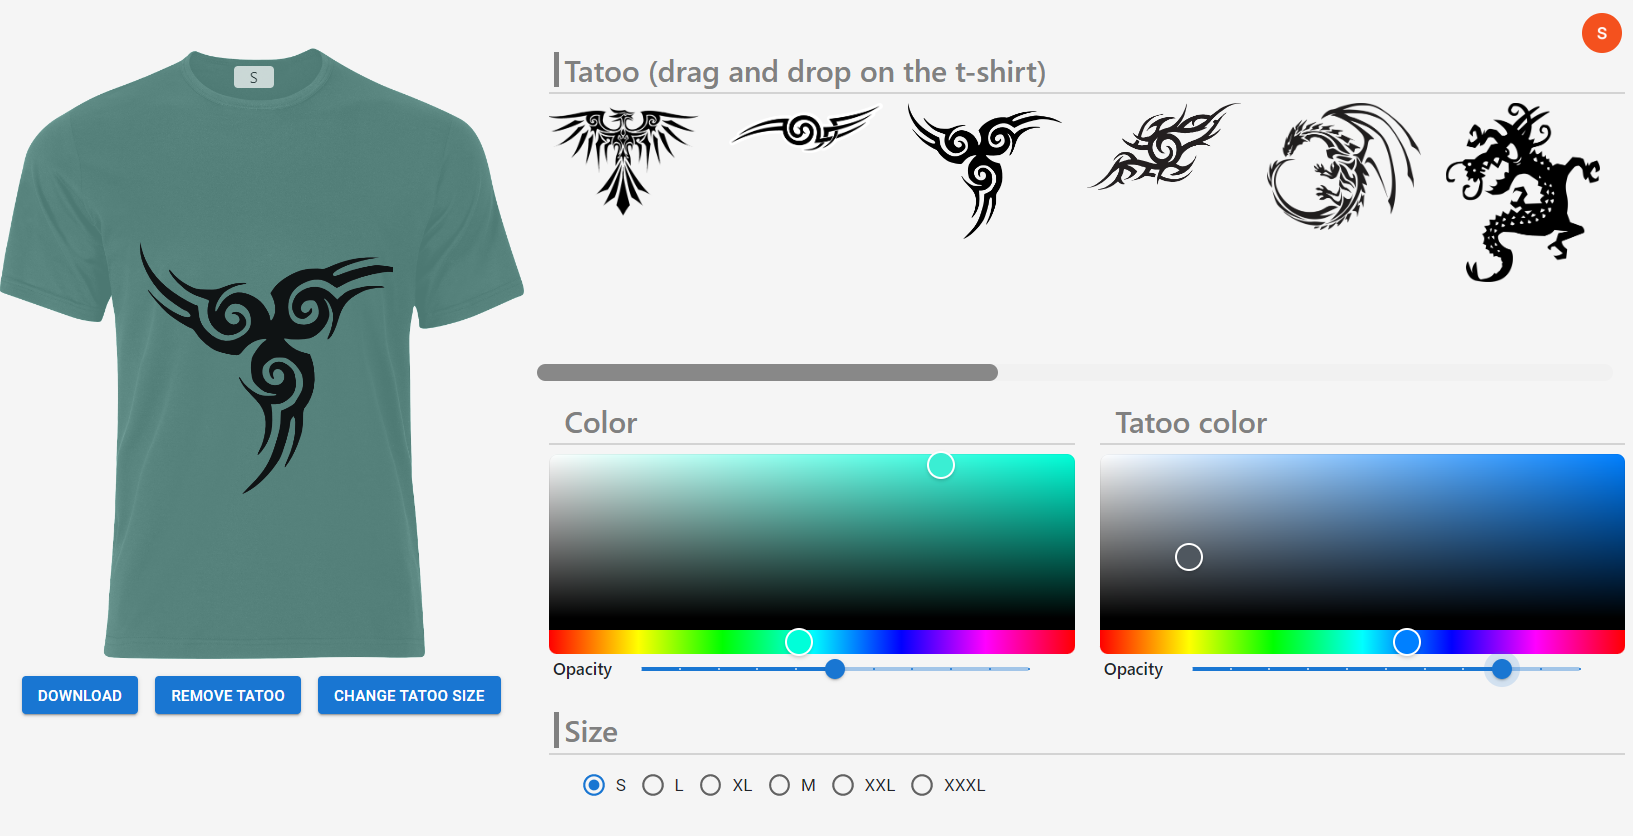 S
S
Tatoo (drag and drop on the t-shirt)
Color
Tatoo color
Opacity
Opacity
DOWNLOAD
REMOVE TATOO
CHANGE TATOO SIZE
Size
S L XL M XXL XXXL